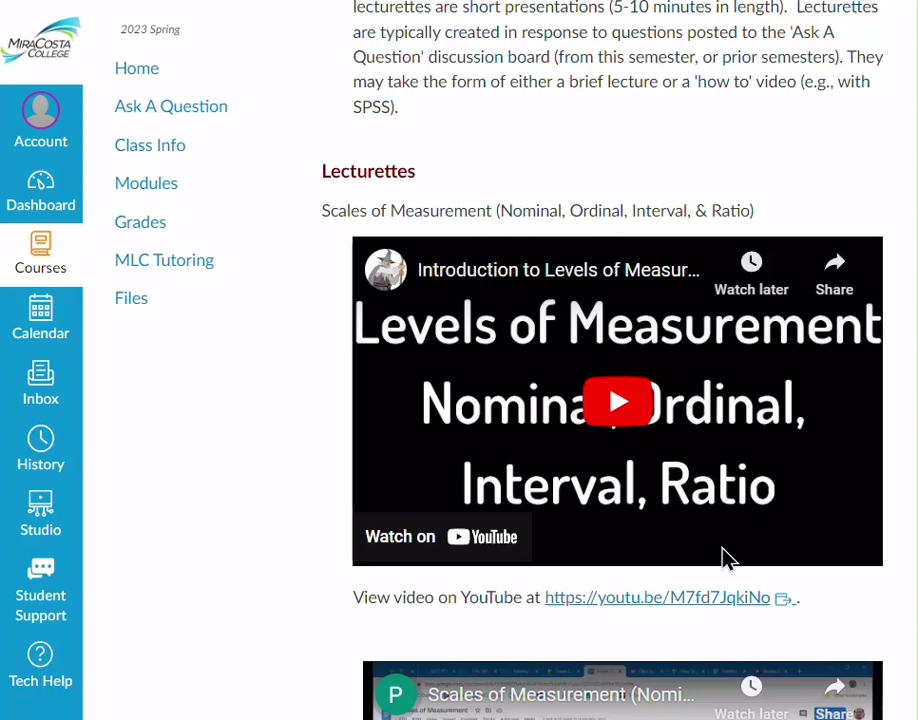 MIRACOSTA
COLLEGE
Account
Dashboard
Courses
Calendar
Inbox
History
Studio
Student
Support
Tech Help
2023 Spring
Home
Ask A Question
Class Info
Modules
Grades
MLC Tutoring
Files
lecturettes are short presentations (5-10 minutes in length). Lecturettes
are typically created in response to questions posted to the 'Ask A
Question' discussion board (from this semester, or prior semesters). They
may take the form of either a brief lecture or a 'how to' video (e.g., with
SPSS).
Lecturettes
Scales of Measurement (Nominal, Ordinal, Interval, & Ratio)
Introduction to Levels of Measur...
Watch later
Share
Levels of Measurement
Nominal, Ordinal,
Interval, Ratio
Watch on YouTube
View video on YouTube at https://youtu.be/M7fd7JqkiNo .
P
Scales of Measurement (Nomi...
Watch later
Share